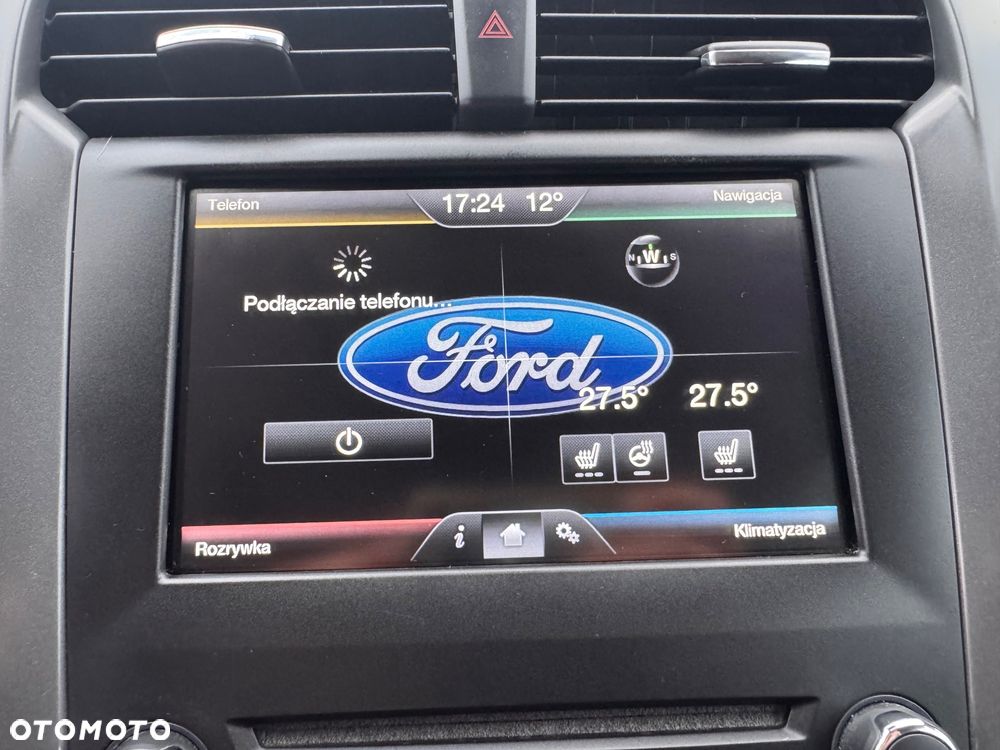 Telefon
17:24 12°
Nawigacja
N W S
Podłączanie telefonu...
Ford
27.5° 27.5°
i
Rozrywka
Klimatyzacja
OTOMOTO